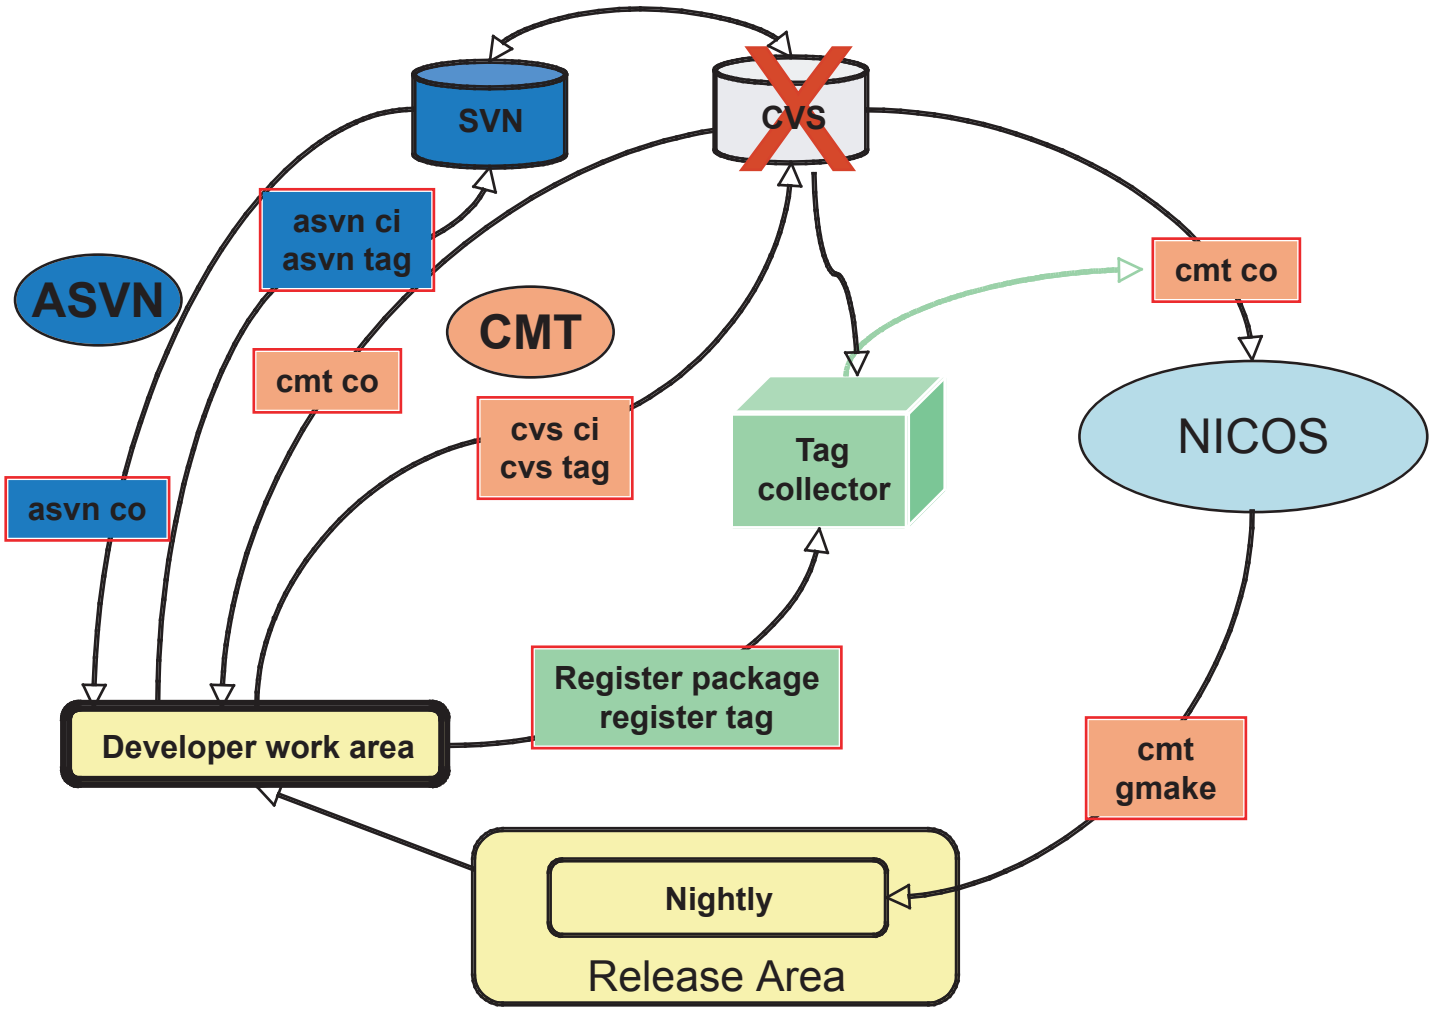 SVN
CVS
asvn ci
asvn tag
cmt co
ASVN
CMT
cmt co
cvs ci
cvs tag
Tag
collector
NICOS
asvn co
Register package
register tag
Developer work area
cmt
gmake
Nightly
Release Area